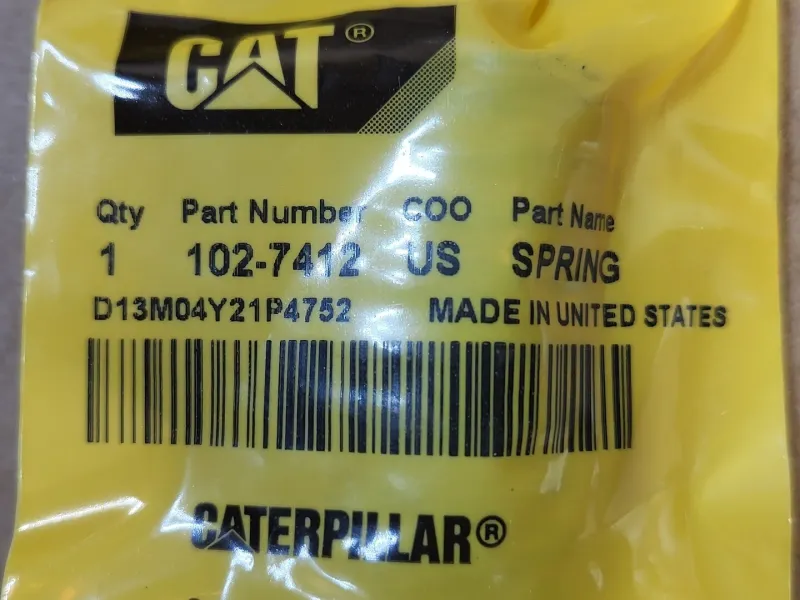 CAT®
Qty Part Number COO Part Name
1 102-7412 US SPRING
D13M04Y21P4752 MADE IN UNITED STATES
CATERPILLAR®